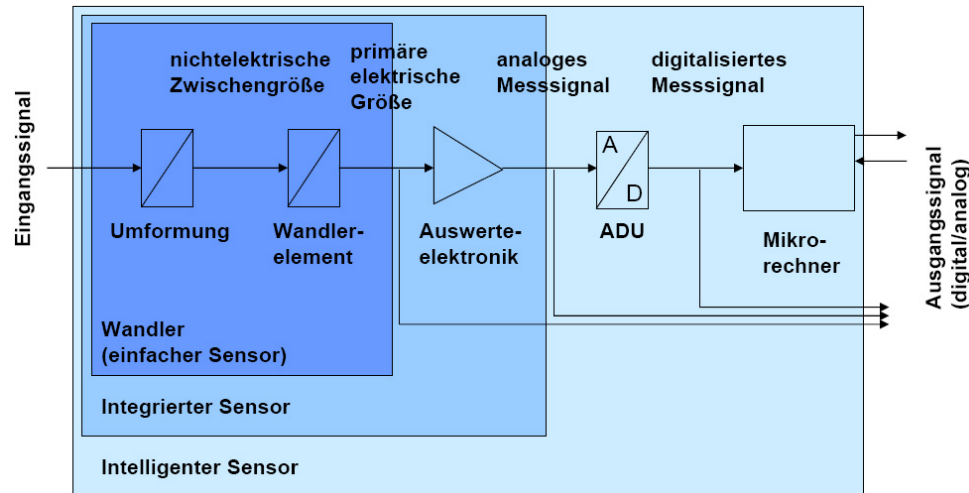 nichtelektrische
Zwischengröße
primäre
elektrische
Größe
analoges
Messsignal
digitalisiertes
Messsignal
Eingangssignal
A
D
Umformung
Wandler-
element
Auswerte-
elektronik
ADU
Mikro-
rechner
Ausgangssignal
(digital/analog)
Wandler
(einfacher Sensor)
Integrierter Sensor
Intelligenter Sensor